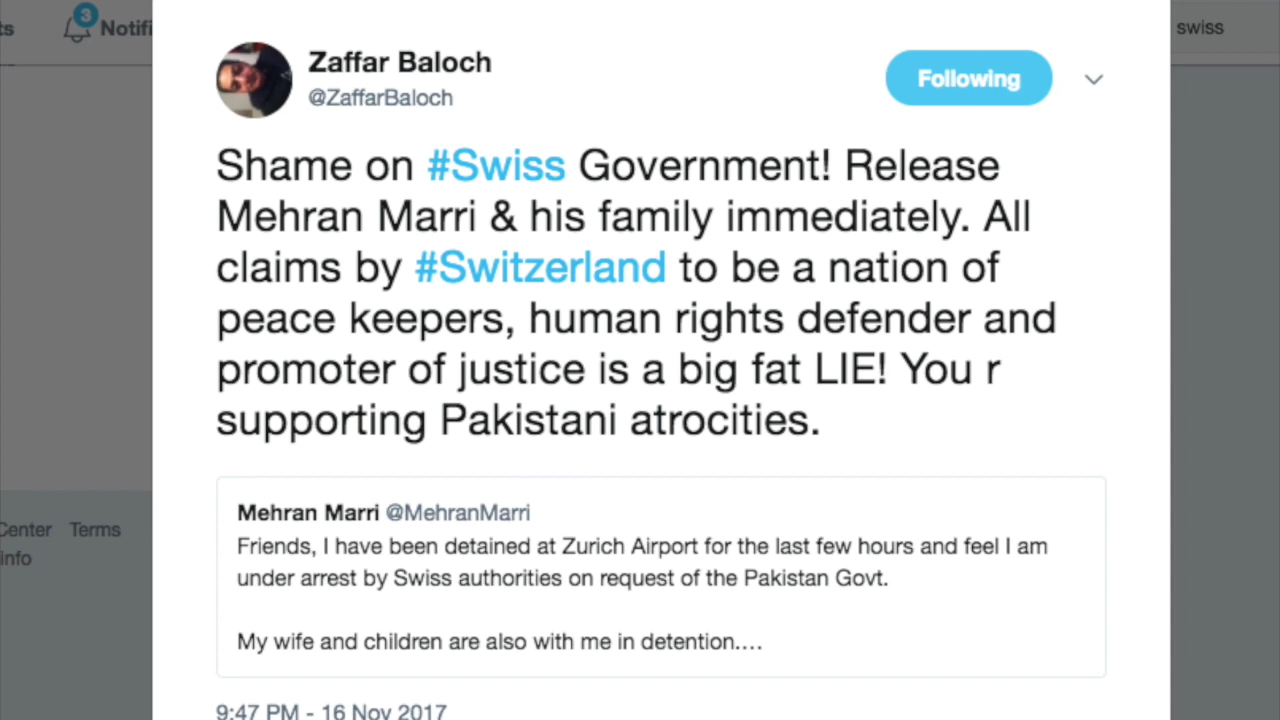 ts
3
Notifi
swiss
Zaffar Baloch
@ZaffarBaloch
Following
Shame on #Swiss Government! Release
Mehran Marri & his family immediately. All
claims by #Switzerland to be a nation of
peace keepers, human rights defender and
promoter of justice is a big fat LIE! You r
supporting Pakistani atrocities.
Mehran Marri @MehranMarri
Friends, I have been detained at Zurich Airport for the last few hours and feel I am
under arrest by Swiss authorities on request of the Pakistan Govt.
My wife and children are also with me in detention....
9:47 PM - 16 Nov 2017
Center Terms
info